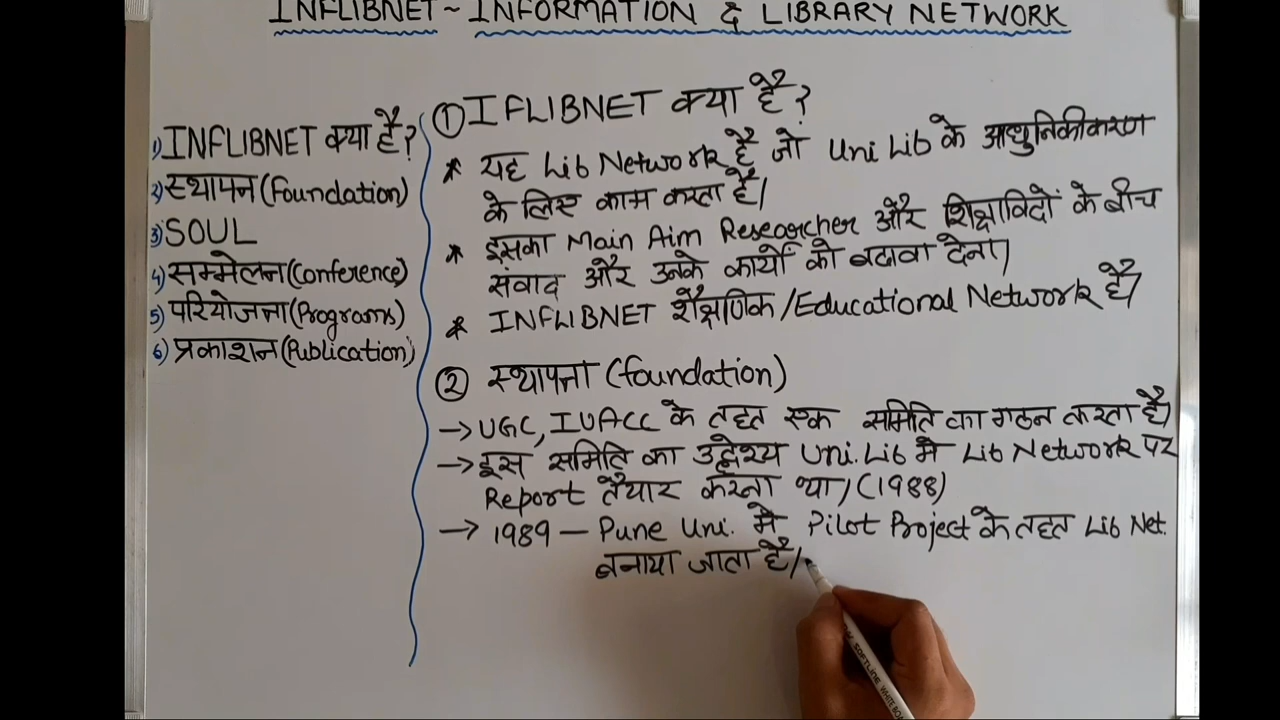 INFLIBNET ~ INFORMATION & LIBRARY NETWORK
1) INFLIBNET क्या है?
2) स्थापन (Foundation)
3) SOUL
4) सम्मेलन (Conference)
5) परियोजना (Programs)
6) प्रकाशन (Publication)
① IFLIBNET क्या है?
* यह Lib Network है जो Uni Lib के आधुनिकीकरण
के लिए काम करता है।
* इसका Main Aim Researcher और शिक्षाविदों के बीच
संवाद और उनके कार्यों को बढावा देना।
* INFLIBNET शैक्षणिक / Educational Network है।
② स्थापना (foundation)
→ UGC, IUACC के तहत एक समिति का गठन करता है।
→ इस समिति का उद्देश्य Uni. Lib मे Lib Network पर
Report तैयार करना था। (1988)
→ 1989 – Pune Uni. मे Pilot Project के तहत Lib Net.
बनाया जाता है।
SOFTLINE WHITEBOA